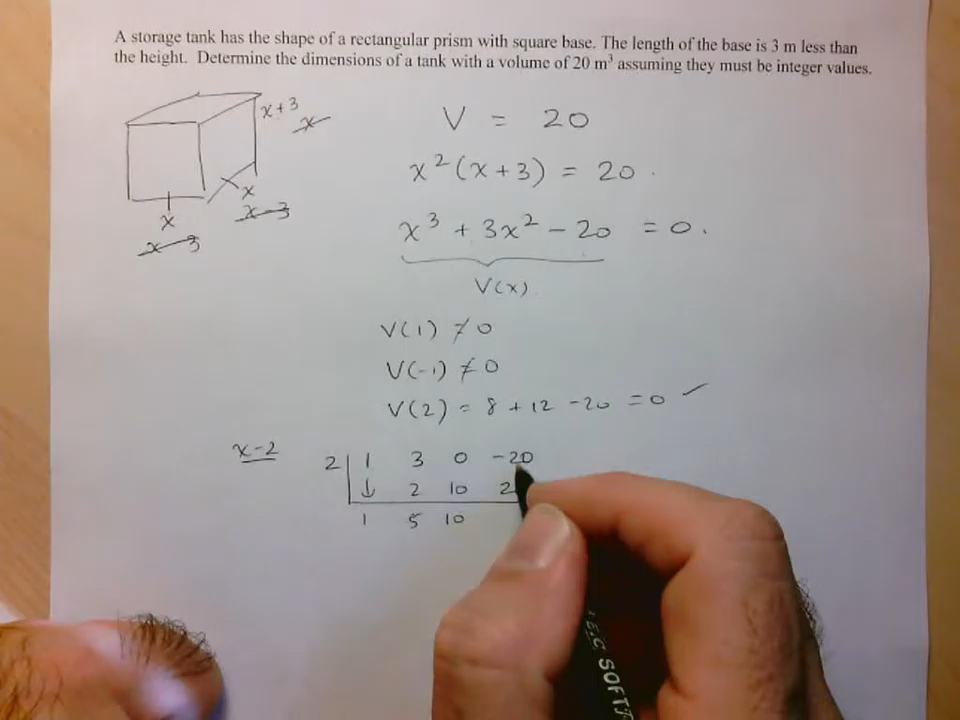 A storage tank has the shape of a rectangular prism with square base. The length of the base is 3 m less than
the height. Determine the dimensions of a tank with a volume of 20 m³ assuming they must be integer values.
x+3
x
x
x-3
x
x-3
V = 20
x²(x+3) = 20.
x³ + 3x² - 20 = 0.
V(x).
V(1) ≠ 0
V(-1) ≠ 0
V(2) = 8 + 12 - 20 = 0 ✓
x-2
2 | 1 3 0 -20
↓ 2 10 2
1 5 10
SOFT